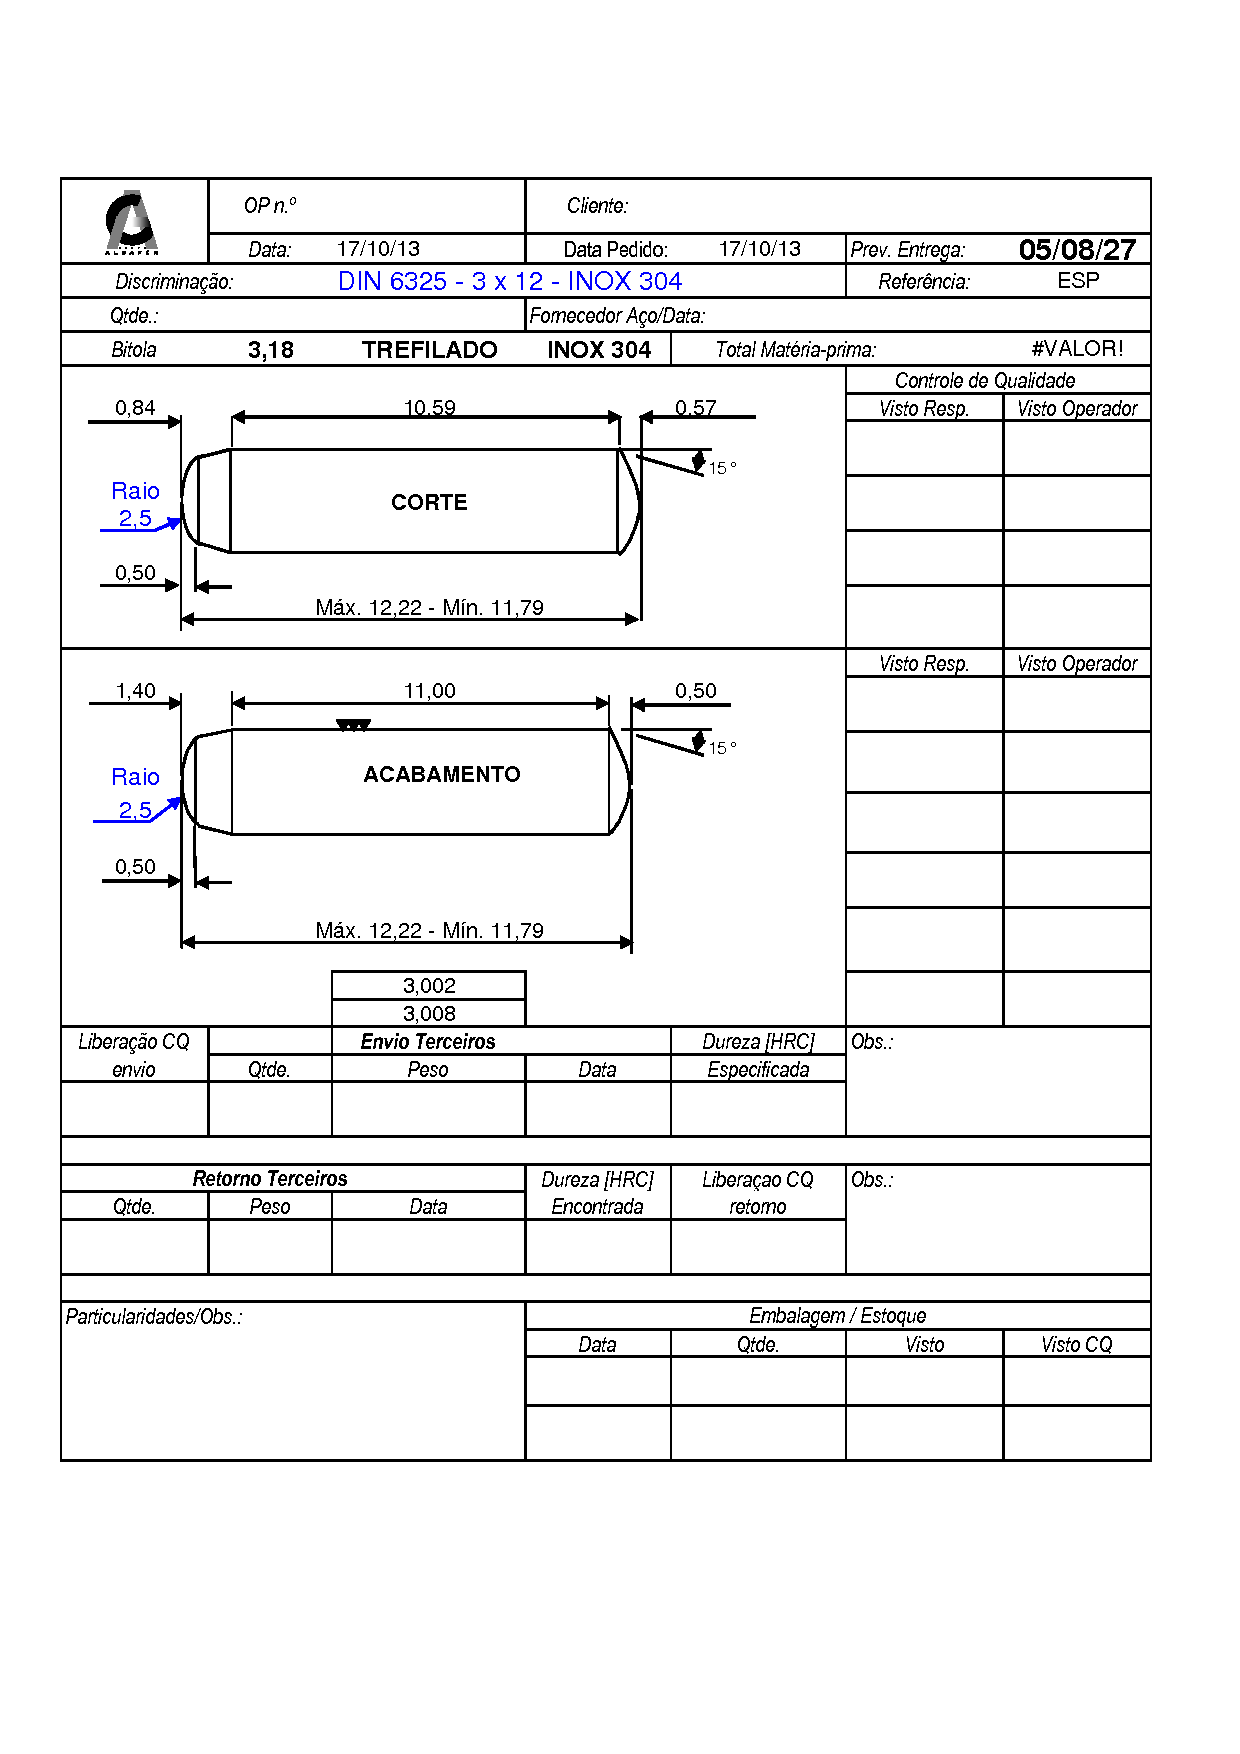 ALBAFER
OP n.º
Cliente:
Data: 17/10/13 Data Pedido: 17/10/13 Prev. Entrega: 05/08/27
Discriminação: DIN 6325 - 3 x 12 - INOX 304 Referência: ESP
Qtde.: Fornecedor Aço/Data:
Bitola 3,18 TREFILADO INOX 304 Total Matéria-prima: #VALOR!
Controle de Qualidade
0,84 10,59 0,57 Visto Resp. Visto Operador
15 º
Raio
2,5
CORTE
0,50
Máx. 12,22 - Mín. 11,79
Visto Resp. Visto Operador
1,40 11,00 0,50
15 º
Raio
2,5
ACABAMENTO
0,50
Máx. 12,22 - Mín. 11,79
3,002
3,008
Liberação CQ Envio Terceiros Dureza [HRC] Obs.:
envio Qtde. Peso Data Especificada
Retorno Terceiros Dureza [HRC] Liberaçao CQ Obs.:
Qtde. Peso Data Encontrada retorno
Particularidades/Obs.: Embalagem / Estoque
Data Qtde. Visto Visto CQ